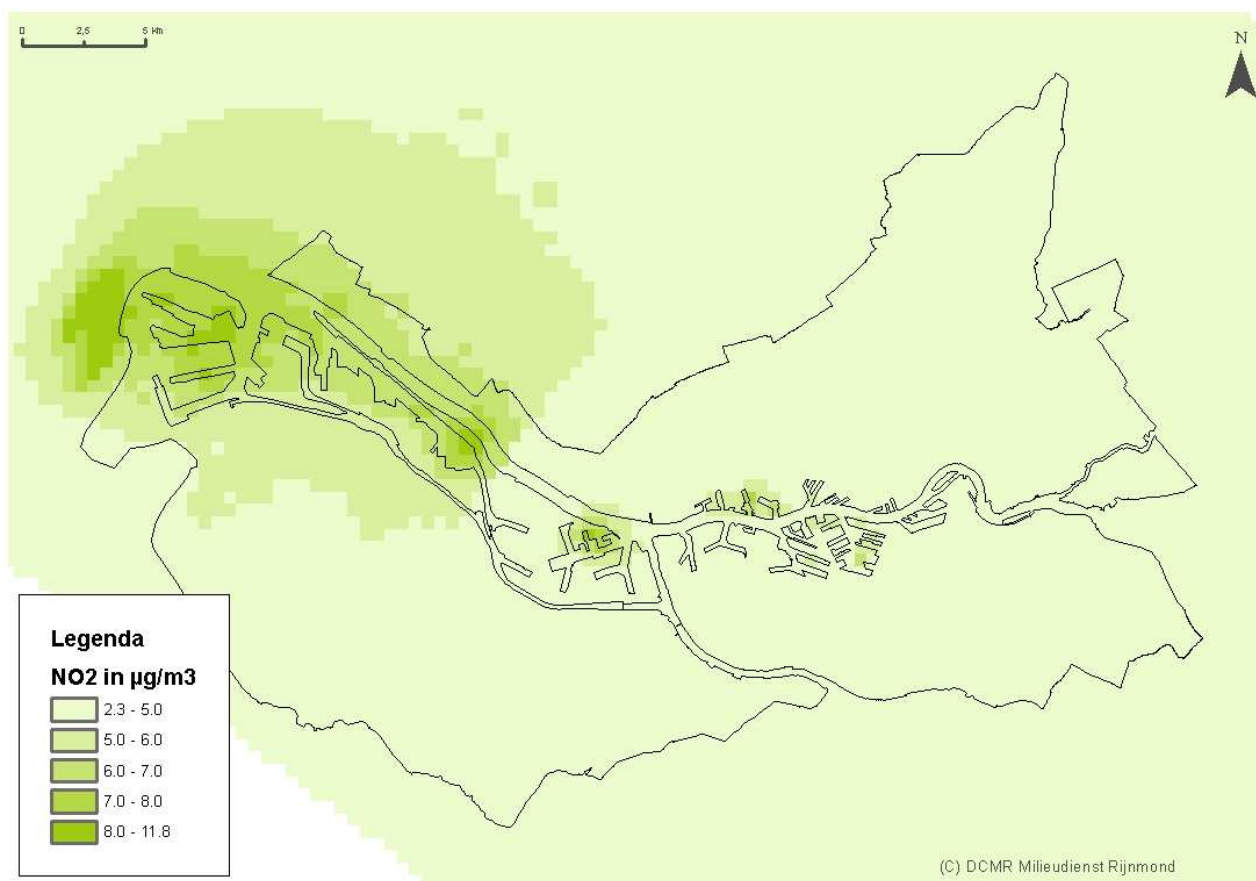 0 2,5 5 Km
N
Legenda
NO2 in µg/m3
2.3 - 5.0
5.0 - 6.0
6.0 - 7.0
7.0 - 8.0
8.0 - 11.8
(C) DCMR Milieudienst Rijnmond